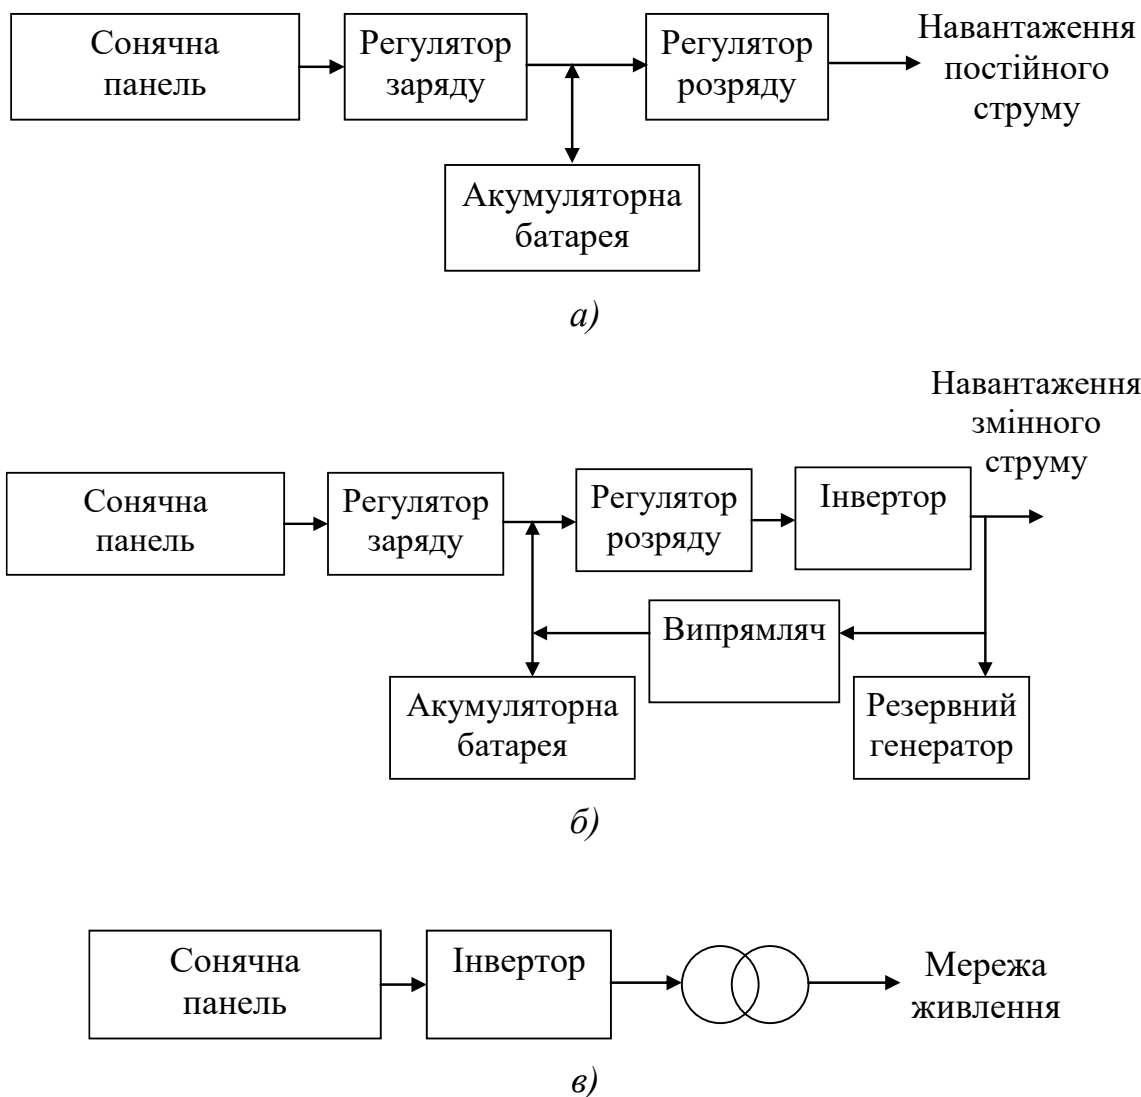 Сонячна
панель
Регулятор
заряду
Регулятор
розряду
Навантаження
постійного
струму
Акумуляторна
батарея
а)
Навантаження
змінного
струму
Сонячна
панель
Регулятор
заряду
Регулятор
розряду
Інвертор
Випрямляч
Акумуляторна
батарея
Резервний
генератор
б)
Сонячна
панель
Інвертор
Мережа
живлення
в)